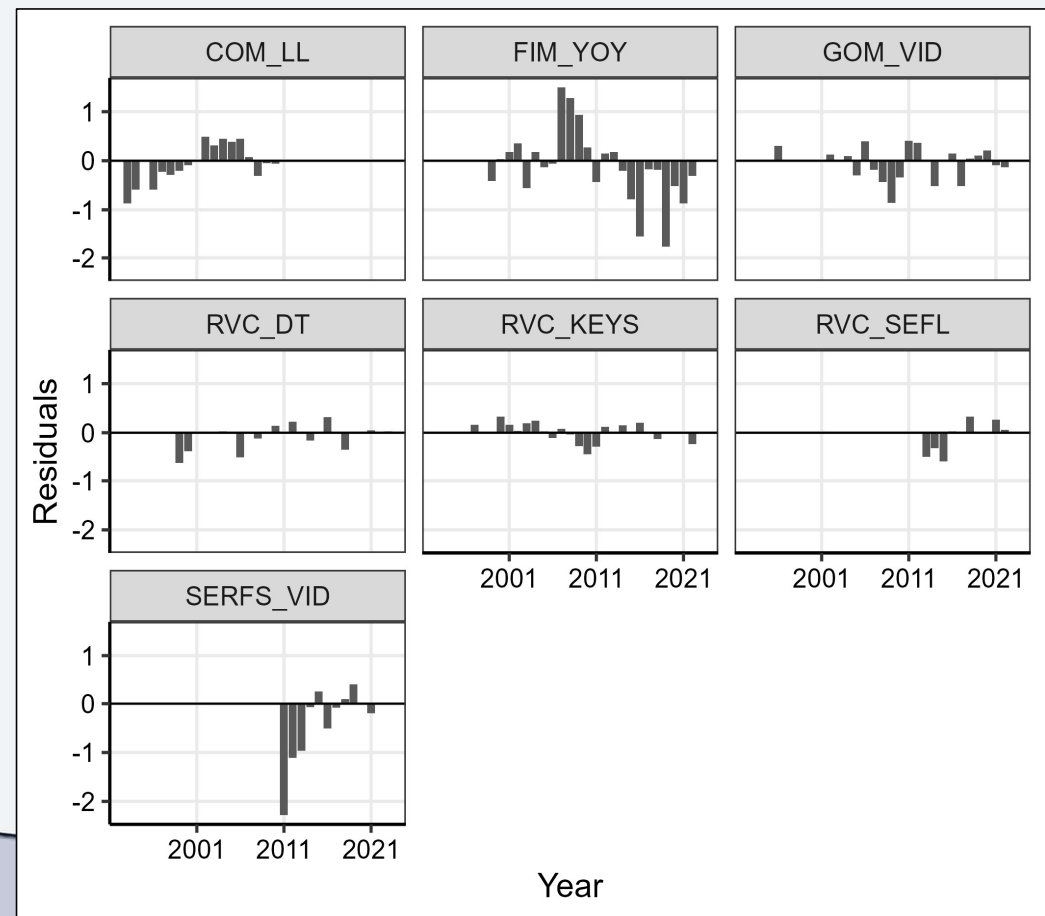 COM_LL FIM_YOY GOM_VID
1
0
-1
-2
RVC_DT RVC_KEYS RVC_SEFL
1
0
-1
-2
2001 2011 2021 2001 2011 2021
SERFS_VID
1
0
-1
-2
2001 2011 2021
Residuals
Year